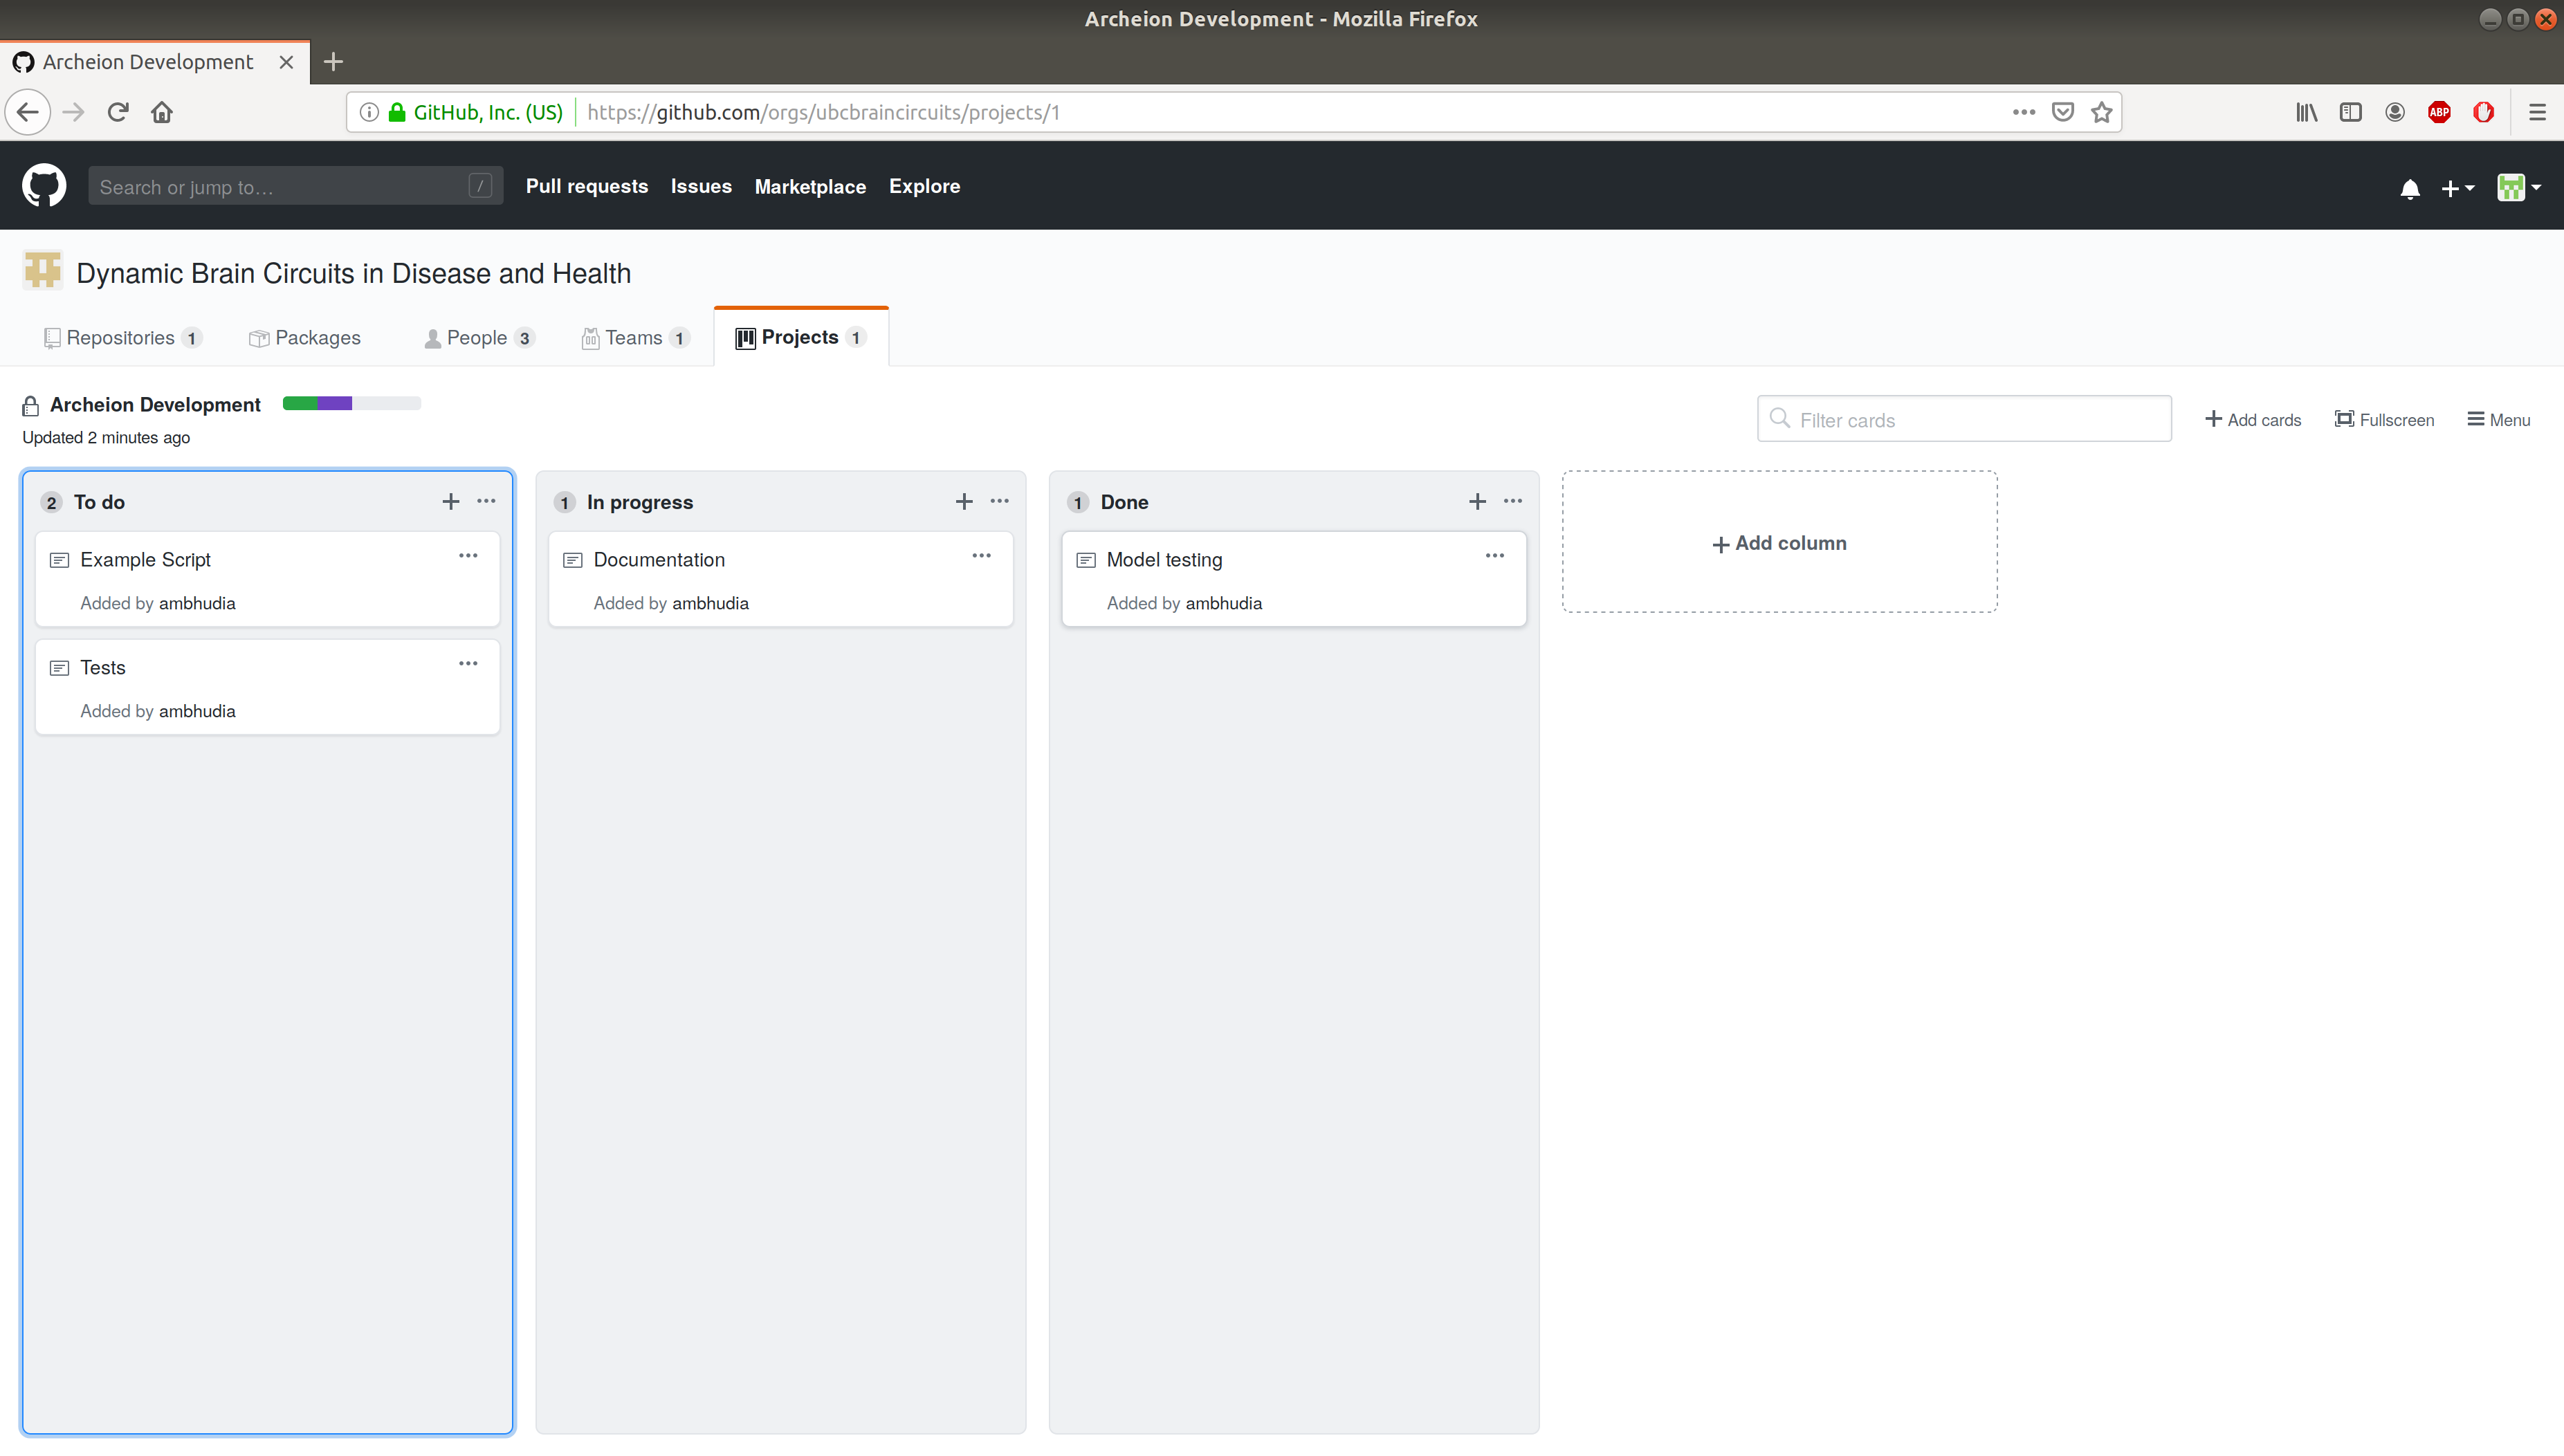 Archeion Development - Mozilla Firefox
Archeion Development
GitHub, Inc. (US) https://github.com/orgs/ubcbraincircuits/projects/1
ABP
Search or jump to… / Pull requests Issues Marketplace Explore
Dynamic Brain Circuits in Disease and Health
Repositories 1 Packages People 3 Teams 1 Projects 1
Archeion Development
Updated 2 minutes ago
Filter cards Add cards Fullscreen Menu
2 To do
Example Script
Added by ambhudia
Tests
Added by ambhudia
1 In progress
Documentation
Added by ambhudia
1 Done
Model testing
Added by ambhudia
Add column